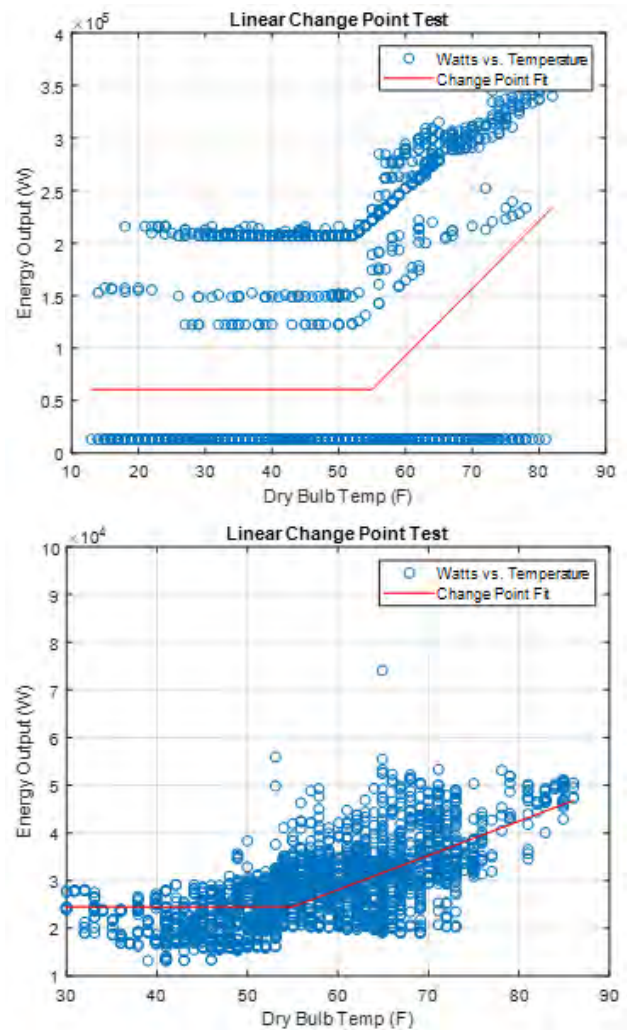 Linear Change Point Test
×10^5
4
3.5
3
2.5
2
1.5
1
0.5
0
Energy Output (W)
Watts vs. Temperature
Change Point Fit
10 20 30 40 50 60 70 80 90
Dry Bulb Temp (F)
Linear Change Point Test
×10^4
10
9
8
7
6
5
4
3
2
1
Energy Output (W)
Watts vs. Temperature
Change Point Fit
30 40 50 60 70 80 90
Dry Bulb Temp (F)